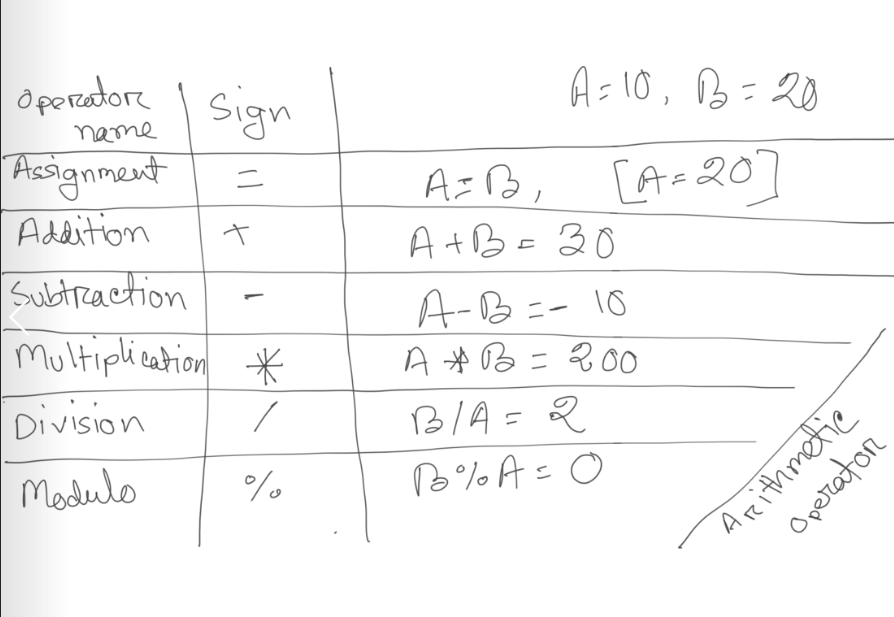 Operator name
Sign
A=10, B=20
Assignment = A=B, [A=20]
Addition + A+B=30
Subtraction - A-B=-10
Multiplication * A*B=200
Division / B/A=2
Modulo % B%A=0
Arithmetic
Operator